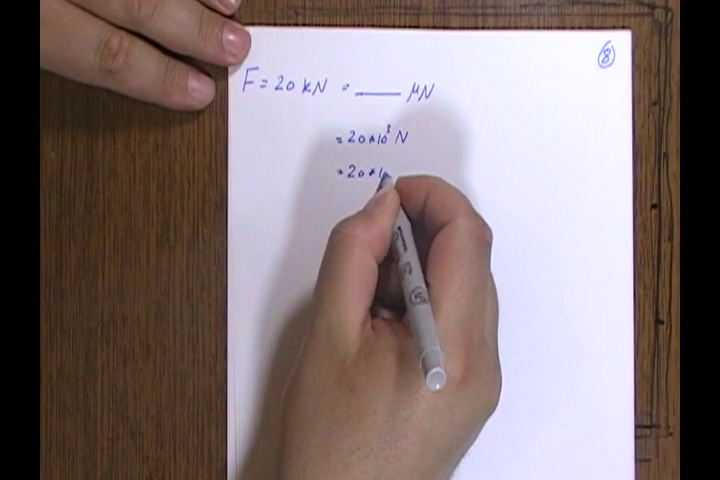 8
F = 20 kN = ____ μN
= 20 * 10³ N
= 20 * 1